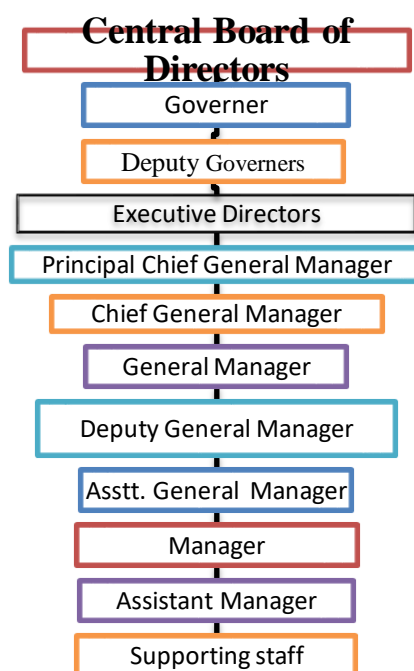 Central Board of
Directors
Governer
Deputy Governers
Executive Directors
Principal Chief General Manager
Chief General Manager
General Manager
Deputy General Manager
Asstt. General Manager
Manager
Assistant Manager
Supporting staff